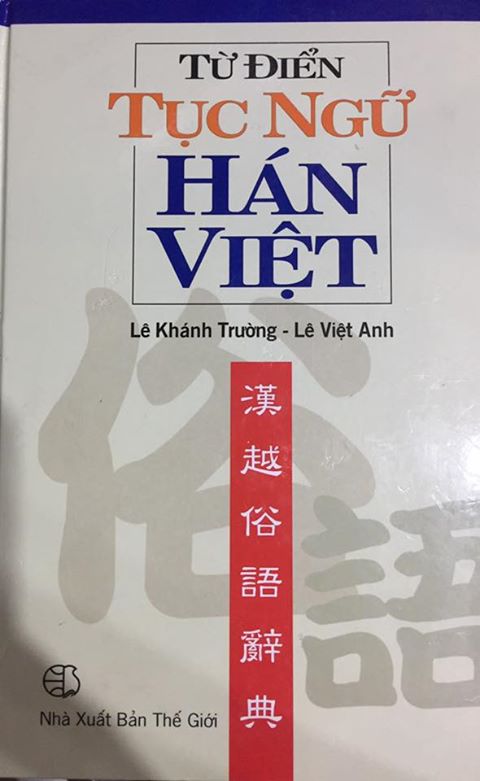 TỪ ĐIỂN
TỤC NGỮ
HÁN
VIỆT
Lê Khánh Trường - Lê Việt Anh
俗語
漢越俗語辭典
Nhà Xuất Bản Thế Giới